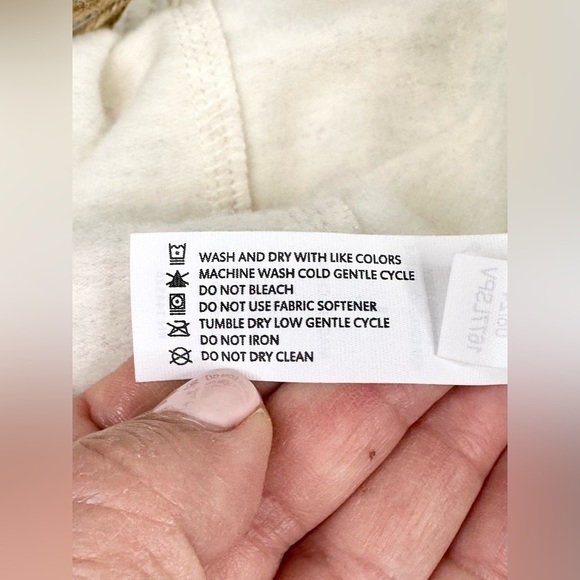 WASH AND DRY WITH LIKE COLORS
MACHINE WASH COLD GENTLE CYCLE
DO NOT BLEACH
DO NOT USE FABRIC SOFTENER
TUMBLE DRY LOW GENTLE CYCLE
DO NOT IRON
DO NOT DRY CLEAN
1677LSPV